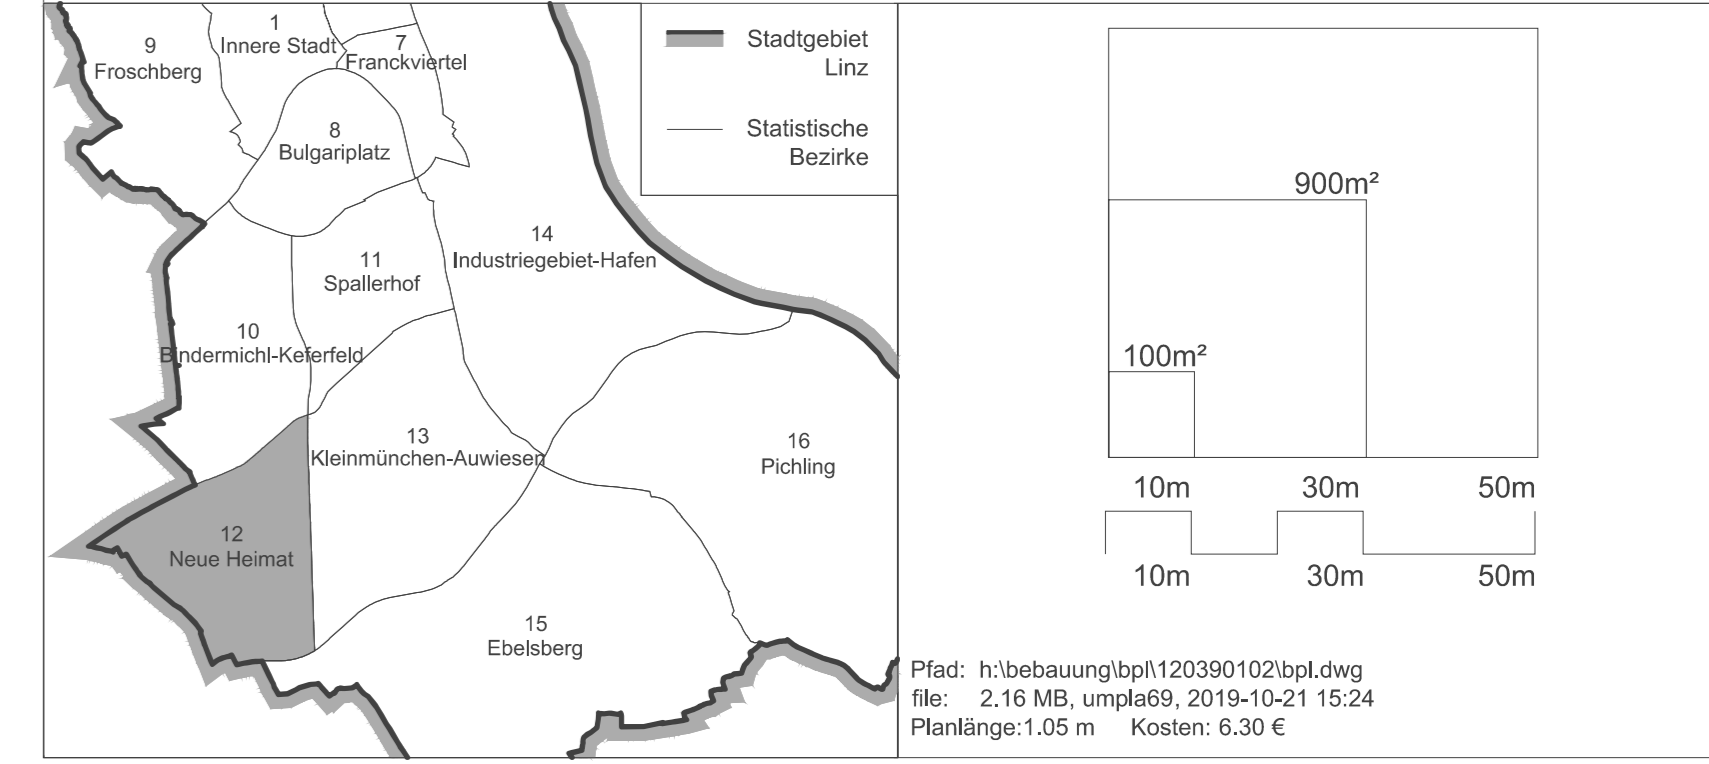 9
Froschberg
1
Innere Stadt
7
Franckviertel
8
Bulgariplatz
14
Industriegebiet-Hafen
11
Spallerhof
10
Bindermichl-Keferfeld
13
Kleinmünchen-Auwiesen
16
Pichling
12
Neue Heimat
15
Ebelsberg
Stadtgebiet
Linz
Statistische
Bezirke
900m²
100m²
10m 30m 50m
10m 30m 50m
Pfad: h:\bebauung\bpl\120390102\bpl.dwg
file: 2.16 MB, umpla69, 2019-10-21 15:24
Planlänge:1.05 m Kosten: 6.30 €